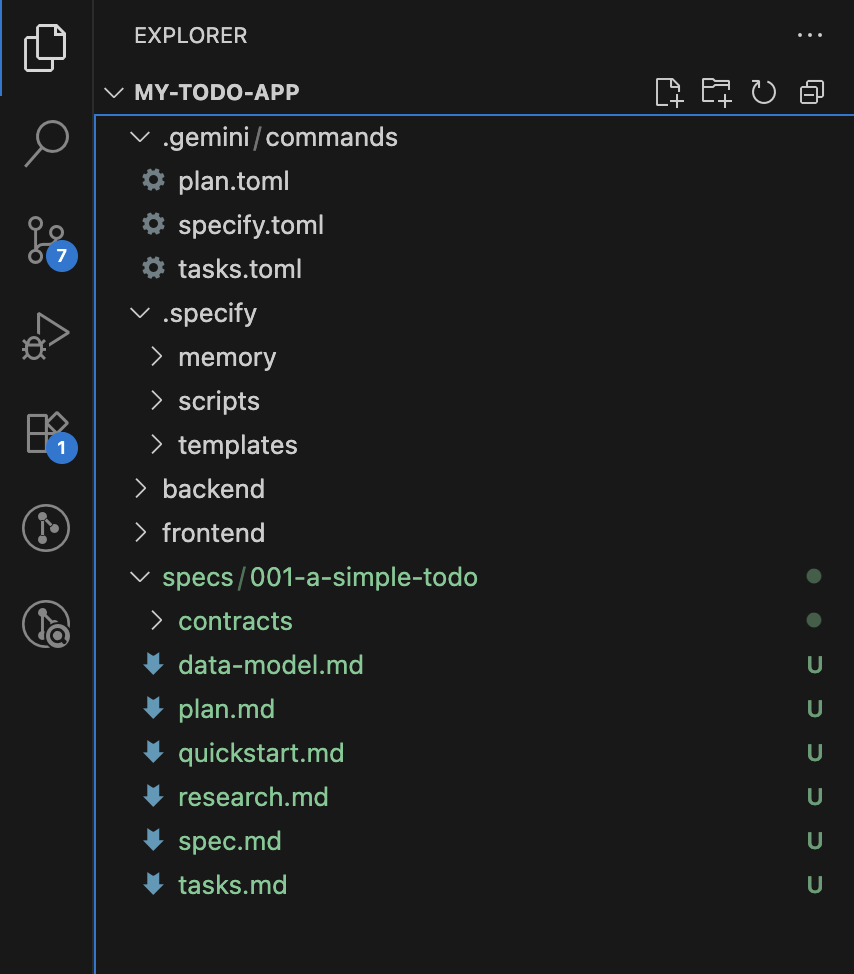 EXPLORER
MY-TODO-APP
.gemini/commands
plan.toml
specify.toml
tasks.toml
7
.specify
memory
scripts
templates
1
backend
frontend
specs/001-a-simple-todo
contracts
data-model.md U
plan.md U
quickstart.md U
research.md U
spec.md U
tasks.md U